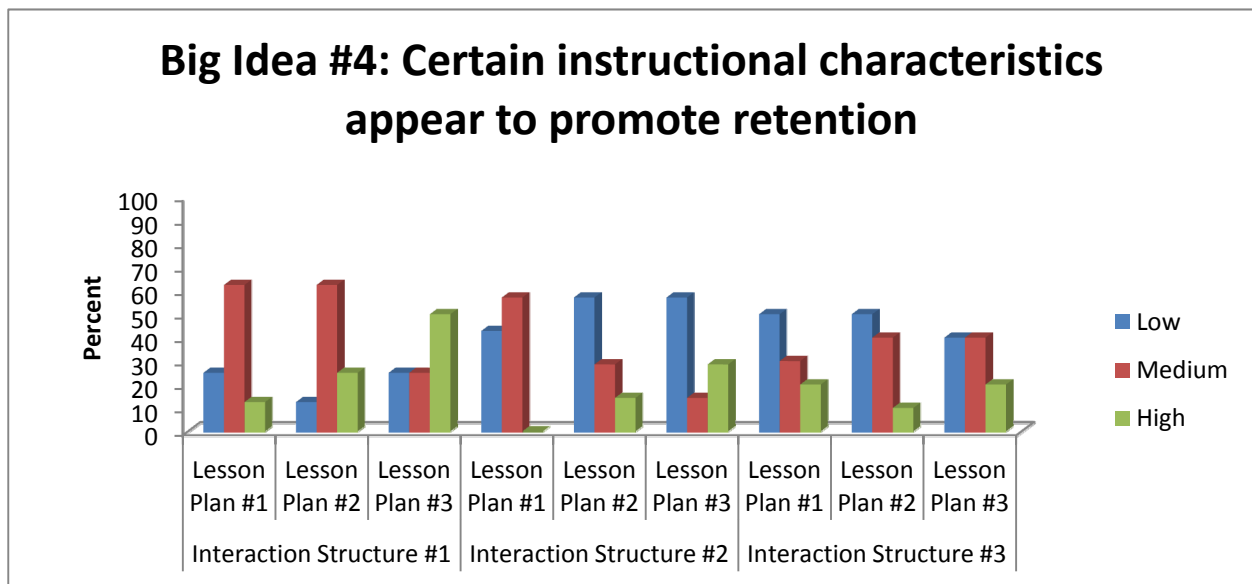 Big Idea #4: Certain instructional characteristics
appear to promote retention
100
90
80
70
60
50
40
30
20
10
0
Percent
Lesson Plan #1
Lesson Plan #2
Lesson Plan #3
Lesson Plan #1
Lesson Plan #2
Lesson Plan #3
Lesson Plan #1
Lesson Plan #2
Lesson Plan #3
Interaction Structure #1
Interaction Structure #2
Interaction Structure #3
Low
Medium
High